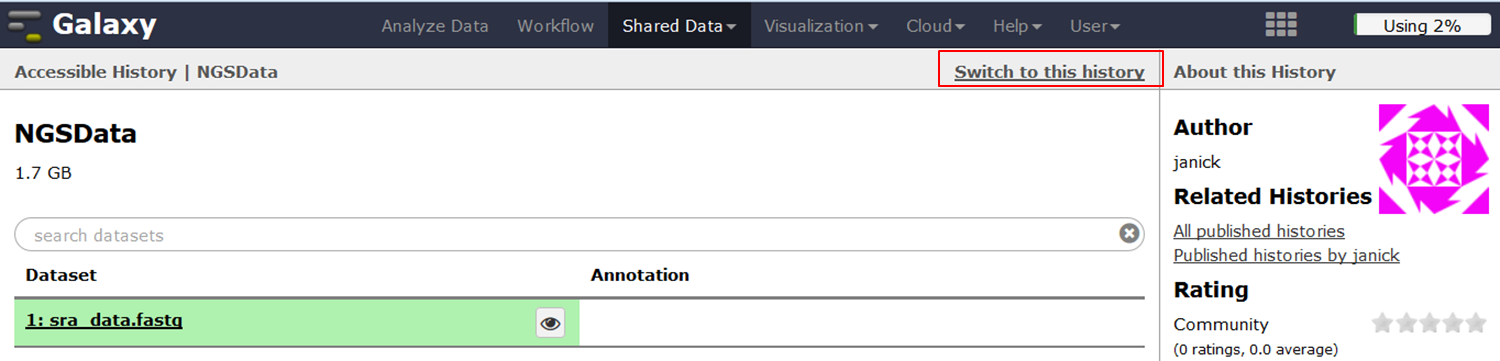 Galaxy Analyze Data Workflow Shared Data Visualization Cloud Help User Using 2%
Accessible History | NGSData Switch to this history About this History
NGSData
1.7 GB
search datasets
Dataset Annotation
1: sra_data.fastq
Author
janick
Related Histories
All published histories
Published histories by janick
Rating
Community
(0 ratings, 0.0 average)